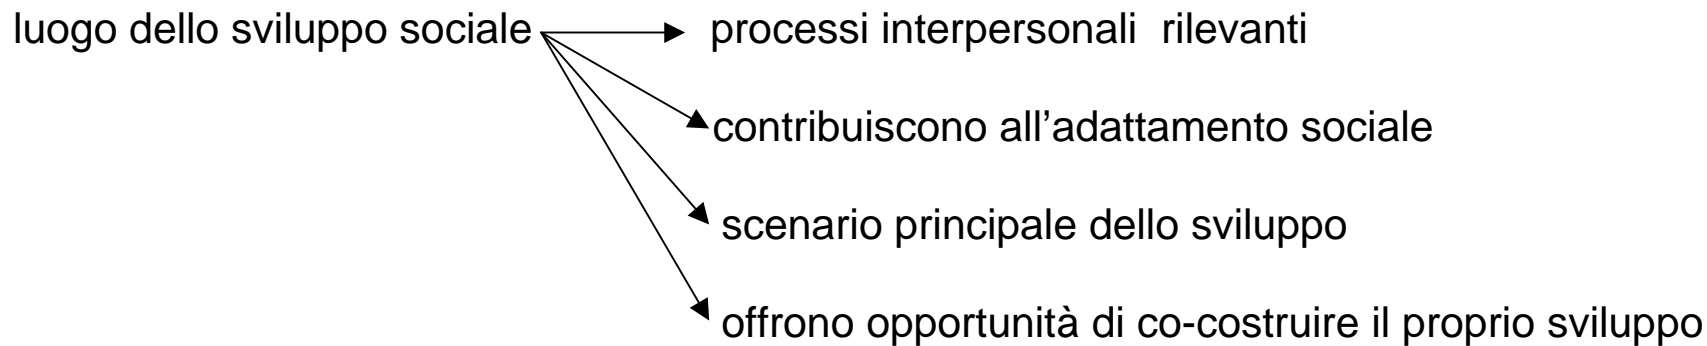 luogo dello sviluppo sociale processi interpersonali rilevanti
contribuiscono all'adattamento sociale
scenario principale dello sviluppo
offrono opportunità di co-costruire il proprio sviluppo